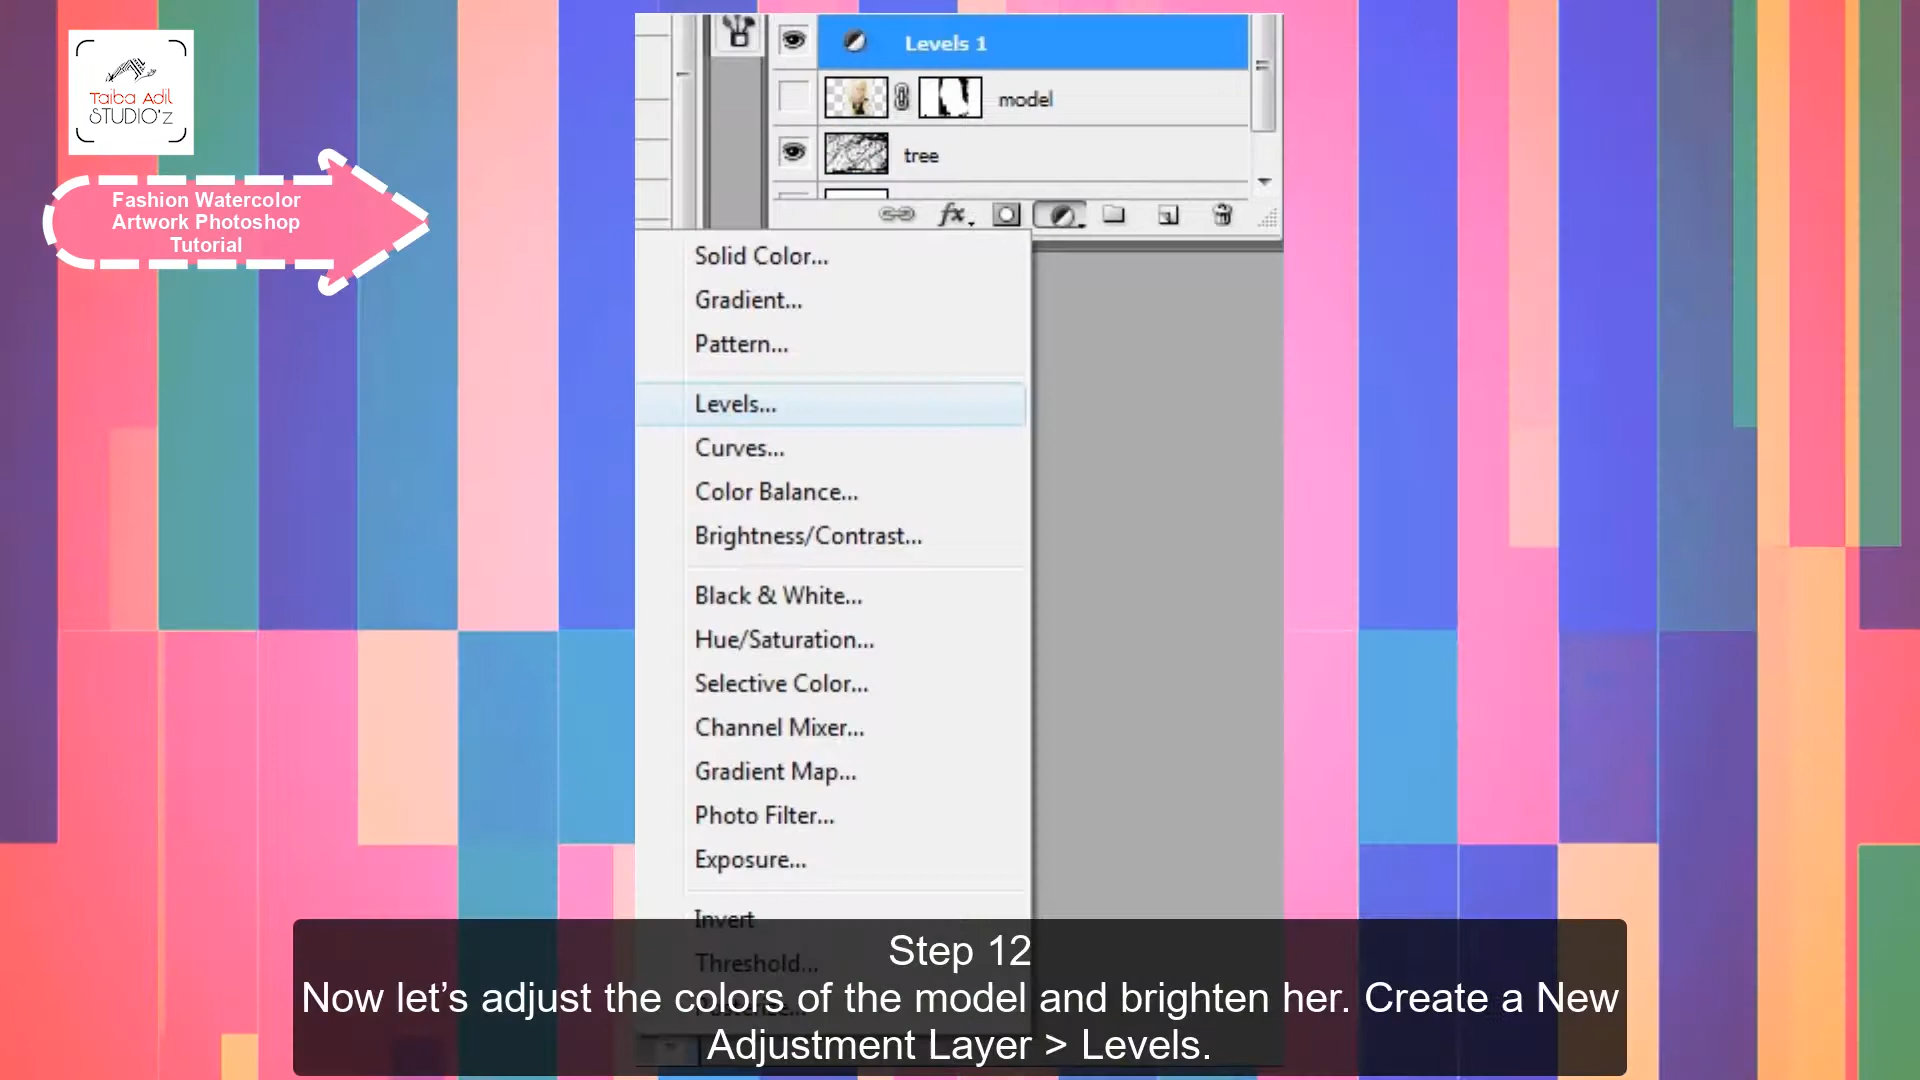 Taiba Adil
STUDIO'z
Fashion Watercolor
Artwork Photoshop
Tutorial
Levels 1
model
tree
fx
Solid Color...
Gradient...
Pattern...
Levels...
Curves...
Color Balance...
Brightness/Contrast...
Black & White...
Hue/Saturation...
Selective Color...
Channel Mixer...
Gradient Map...
Photo Filter...
Exposure...
Invert
Threshold...
Posterize...
Step 12
Now let’s adjust the colors of the model and brighten her. Create a New
Adjustment Layer > Levels.